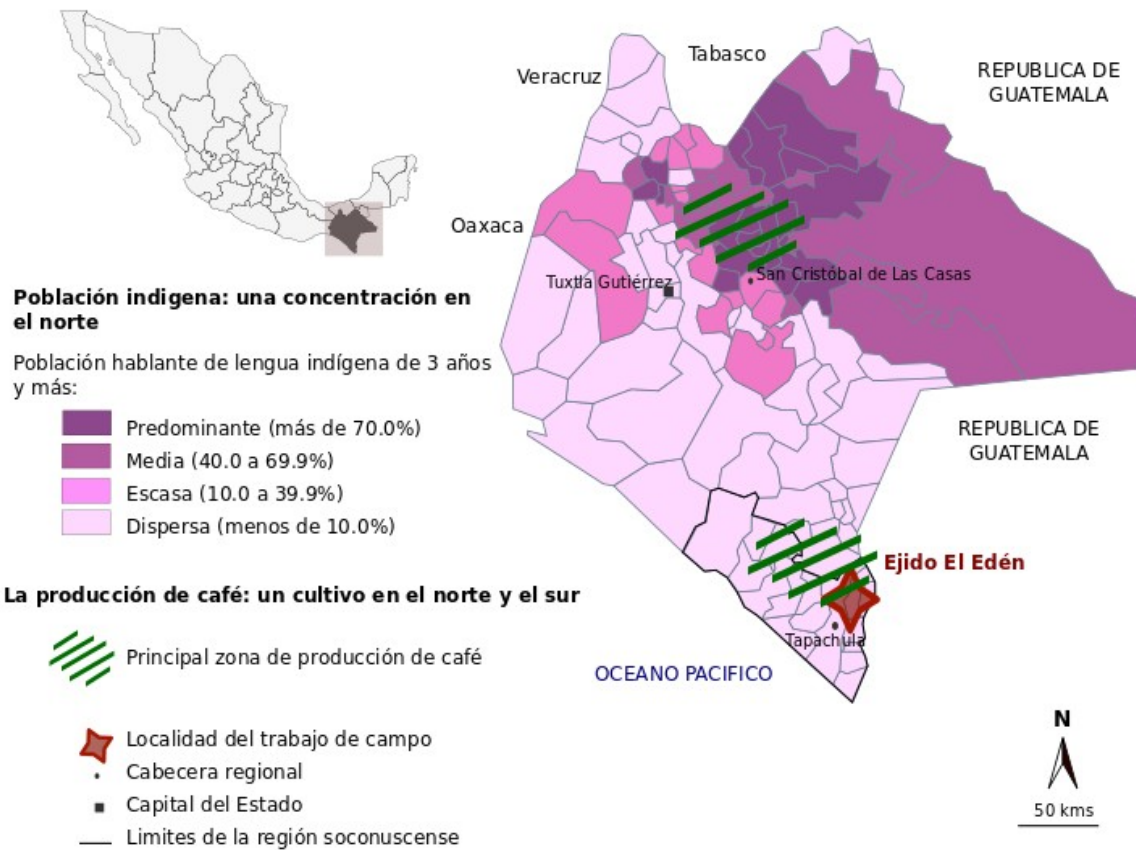 Veracruz
Tabasco
REPUBLICA DE
GUATEMALA
Oaxaca
Tuxtla Gutiérrez
San Cristóbal de Las Casas
Población indigena: una concentración en
el norte
Población hablante de lengua indígena de 3 años
y más:
Predominante (más de 70.0%)
Media (40.0 a 69.9%)
Escasa (10.0 a 39.9%)
Dispersa (menos de 10.0%)
REPUBLICA DE
GUATEMALA
Ejido El Edén
Tapachula
OCEANO PACIFICO
La producción de café: un cultivo en el norte y el sur
Principal zona de producción de café
Localidad del trabajo de campo
Cabecera regional
Capital del Estado
Limites de la región soconuscense
N
50 kms